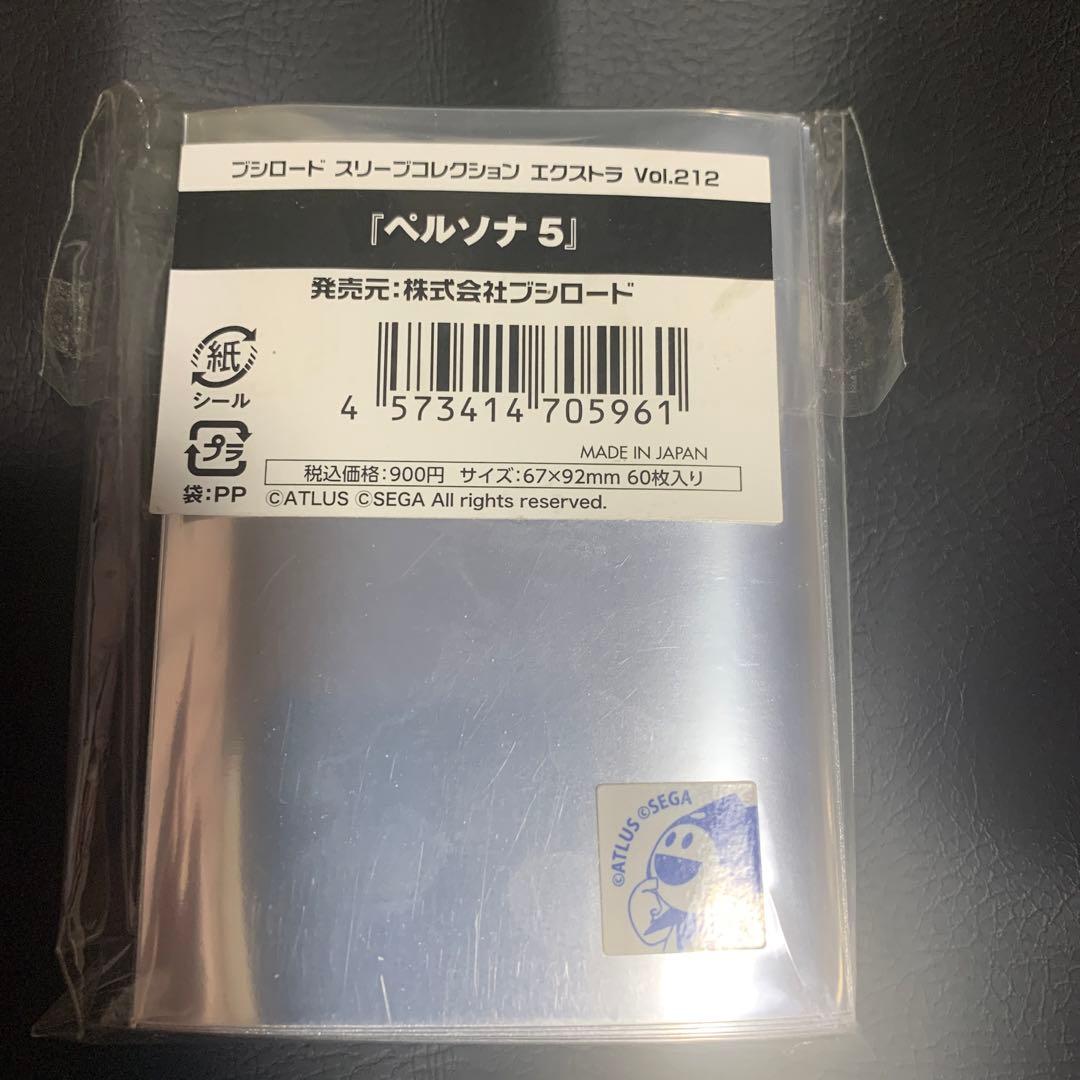 ブシロード スリーブコレクション エクストラ Vol.212
『ペルソナ5』
発売元:株式会社ブシロード
紙
シール
プラ
袋:PP
4 573414 705961
MADE IN JAPAN
税込価格:900円 サイズ:67×92mm 60枚入り
©ATLUS ©SEGA All rights reserved.
©ATLUS ©SEGA